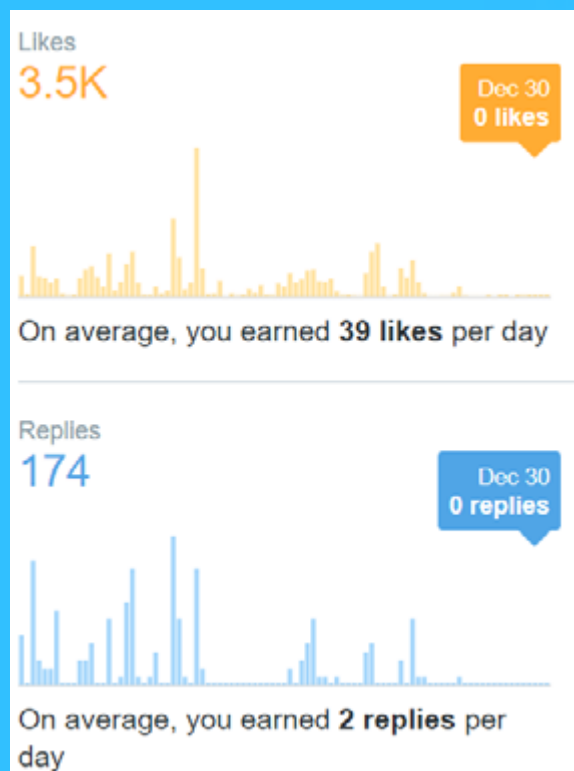 Likes
3.5K
Dec 30
0 likes
On average, you earned 39 likes per day
Replies
174
Dec 30
0 replies
On average, you earned 2 replies per
day